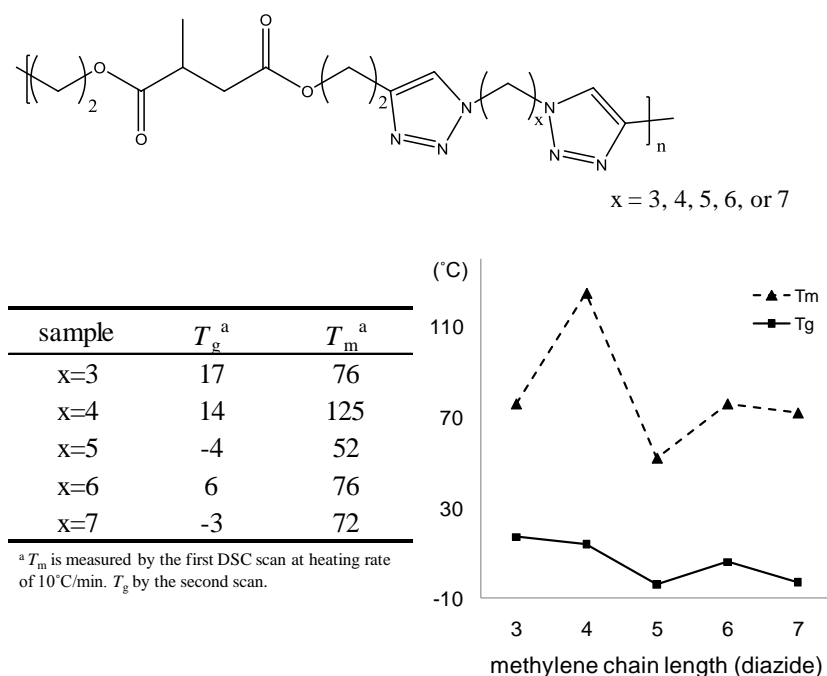 O
O
O
O
( )2
( )2
N
N
N
N
N
N
( )x
[ ]n
x = 3, 4, 5, 6, or 7
sample Tg a Tm a
x=3 17 76
x=4 14 125
x=5 -4 52
x=6 6 76
x=7 -3 72
a Tm is measured by the first DSC scan at heating rate
of 10˚C/min. Tg by the second scan.
(˚C)
110
70
30
-10
Tm
Tg
3 4 5 6 7
methylene chain length (diazide)